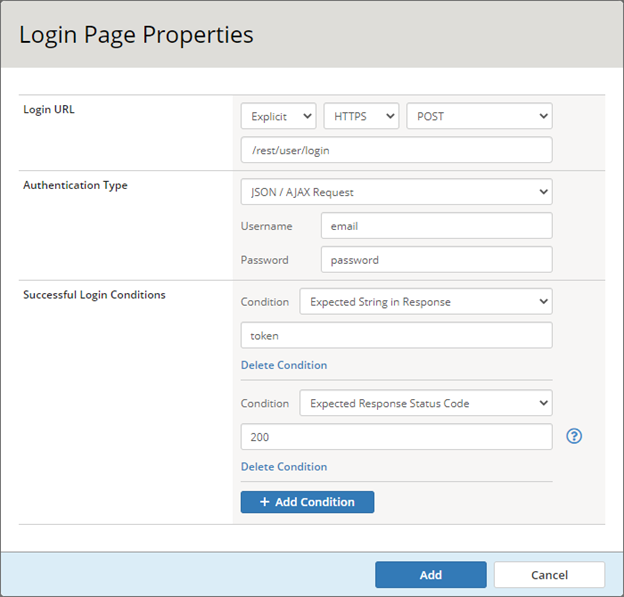 Login Page Properties
Login URL
Explicit HTTPS POST
/rest/user/login
Authentication Type
JSON / AJAX Request
Username email
Password password
Successful Login Conditions
Condition Expected String in Response
token
Delete Condition
Condition Expected Response Status Code
200 ?
Delete Condition
+ Add Condition
Add Cancel